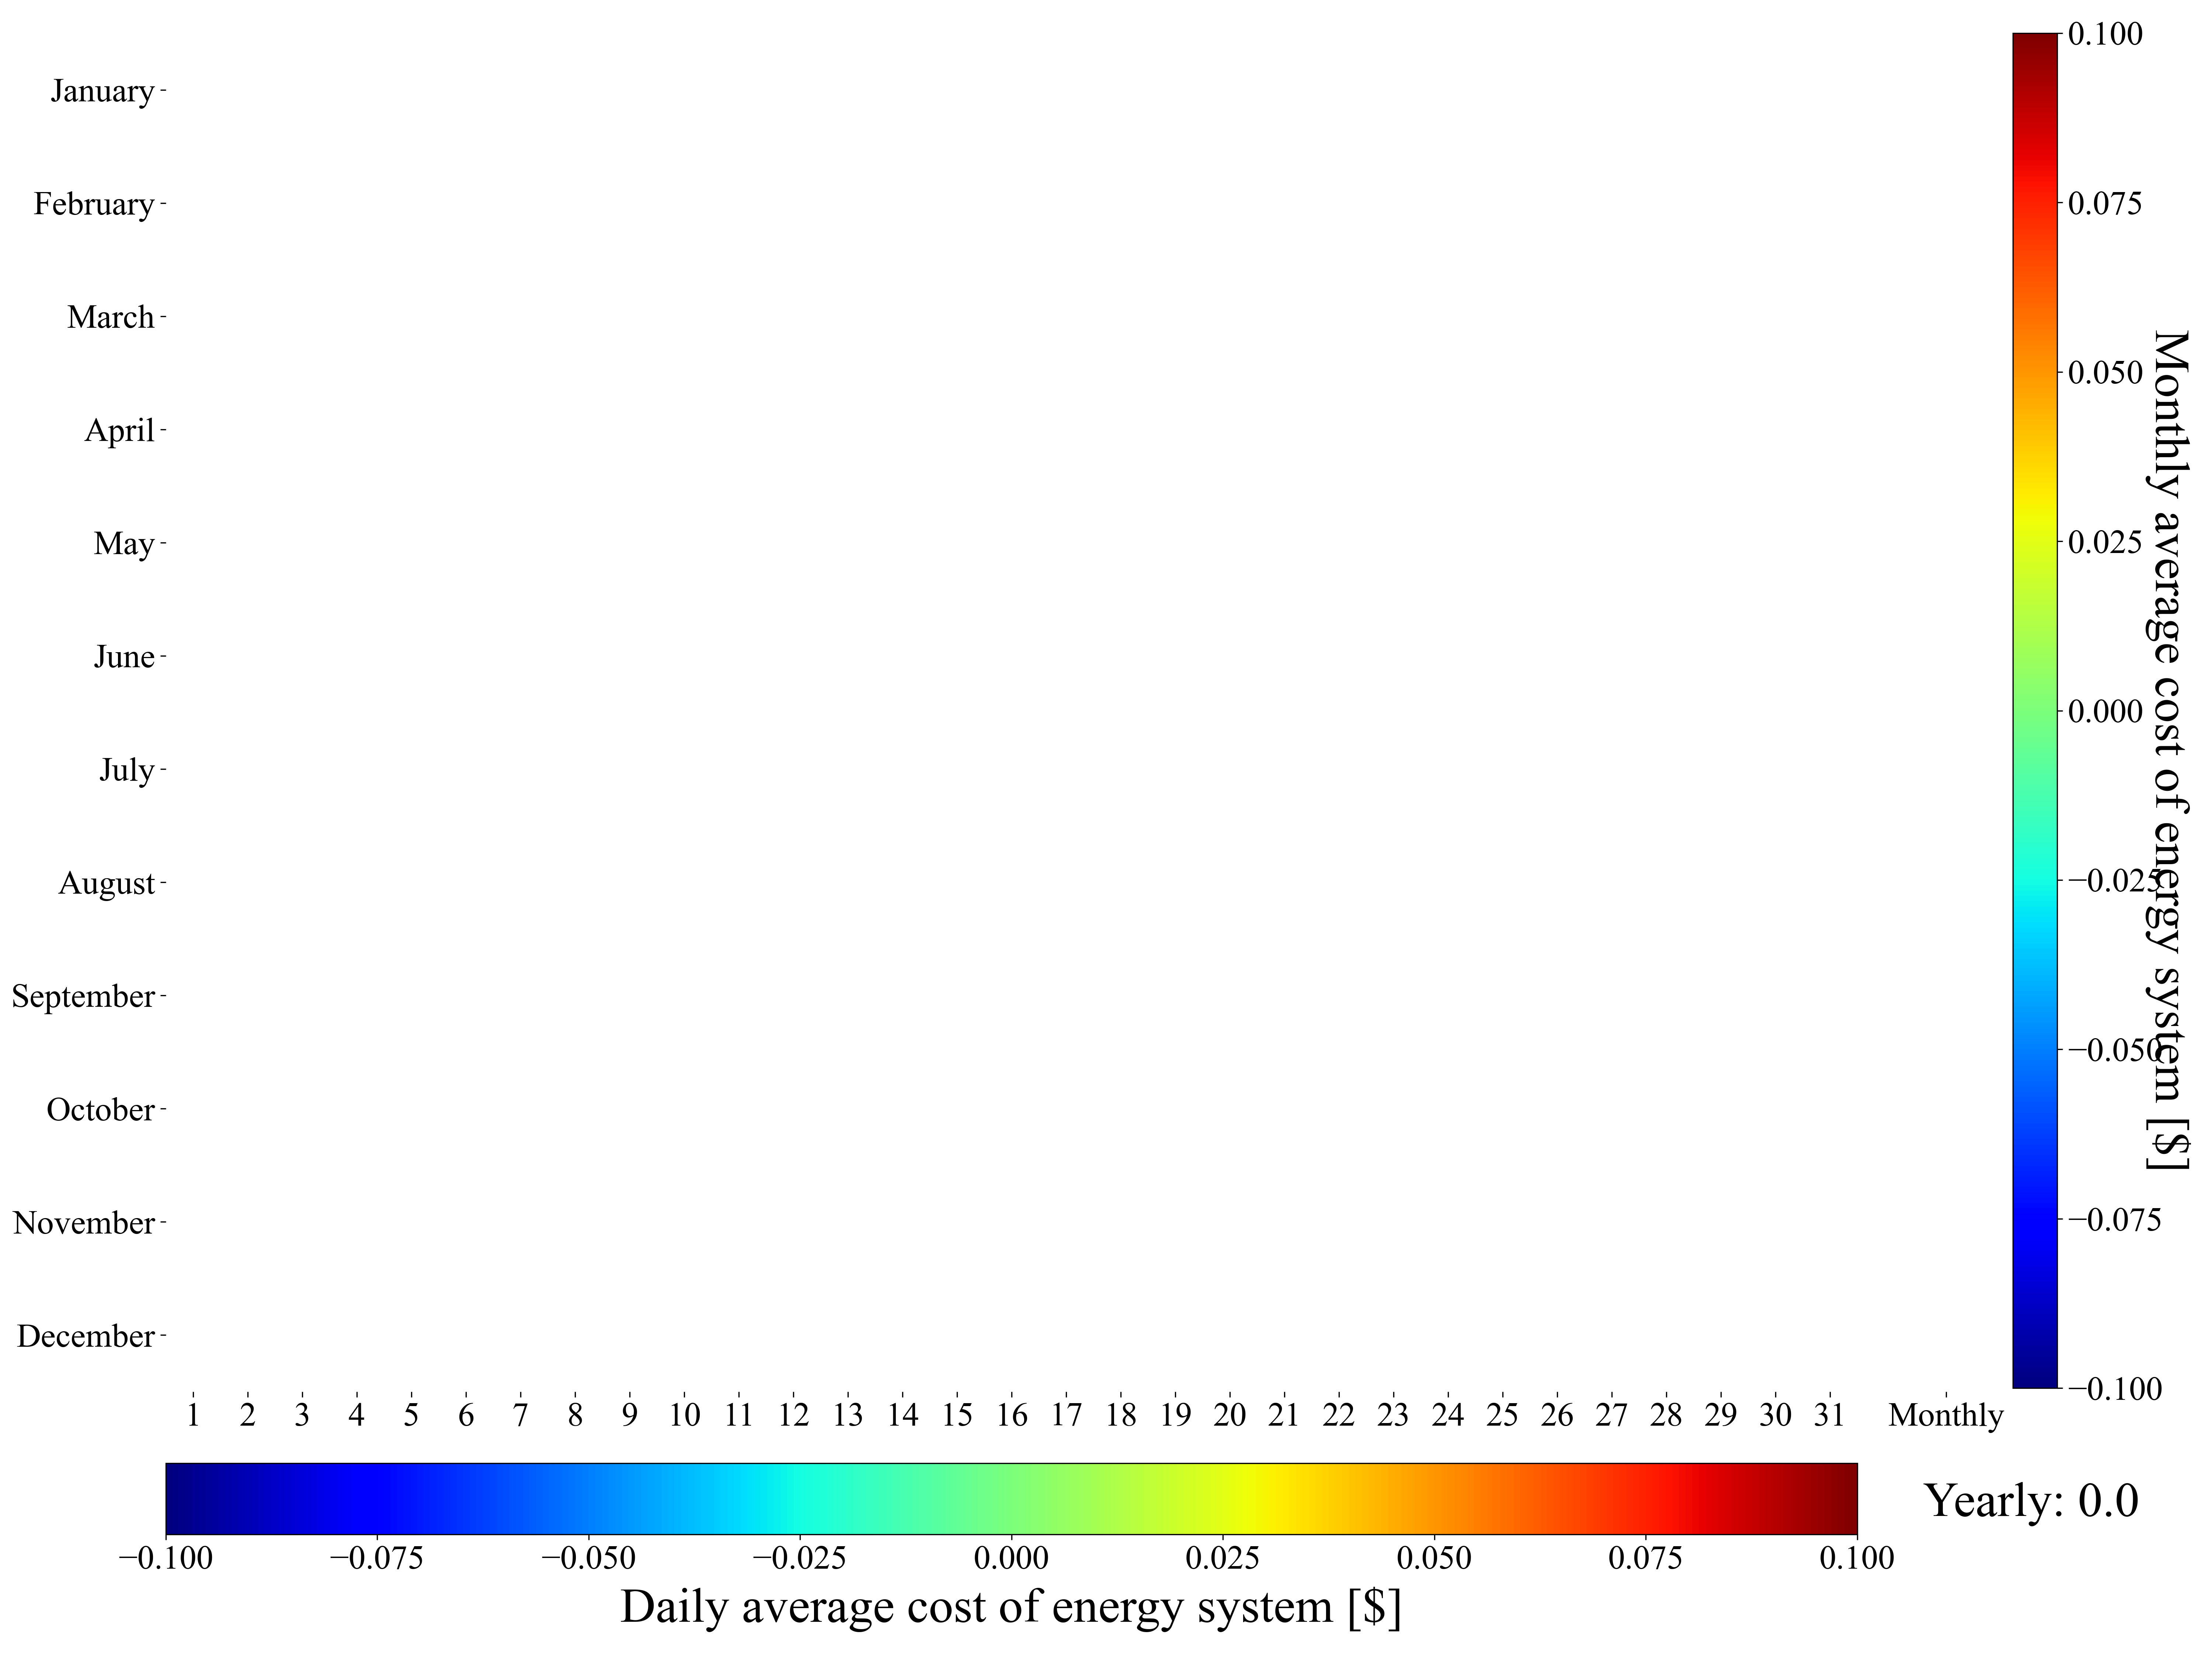 January
February
March
April
May
June
July
August
September
October
November
December
1 2 3 4 5 6 7 8 9 10 11 12 13 14 15 16 17 18 19 20 21 22 23 24 25 26 27 28 29 30 31 Monthly
0.100
0.075
0.050
0.025
0.000
−0.025
−0.050
−0.075
−0.100
Monthly average cost of energy system [$]
−0.100 −0.075 −0.050 −0.025 0.000 0.025 0.050 0.075 0.100
Daily average cost of energy system [$]
Yearly: 0.0